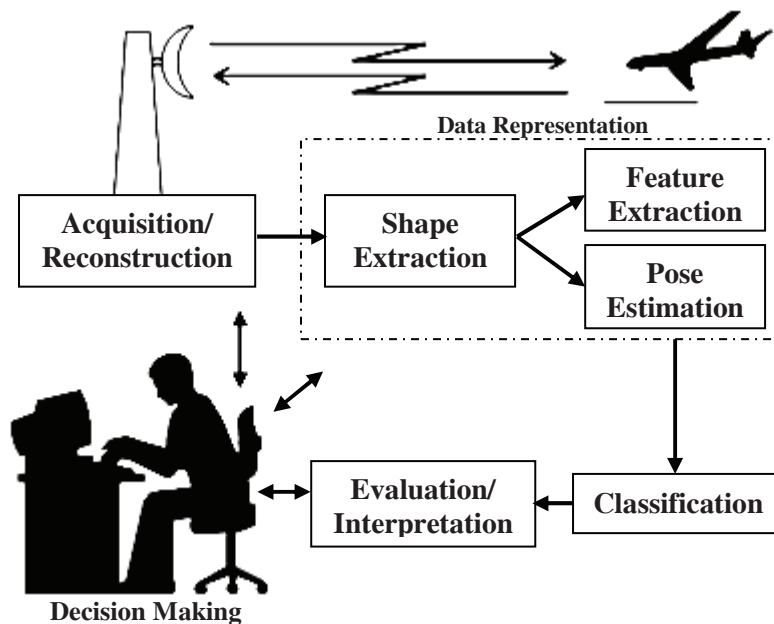 Data Representation
Acquisition/
Reconstruction
Shape
Extraction
Feature
Extraction
Pose
Estimation
Evaluation/
Interpretation
Classification
Decision Making